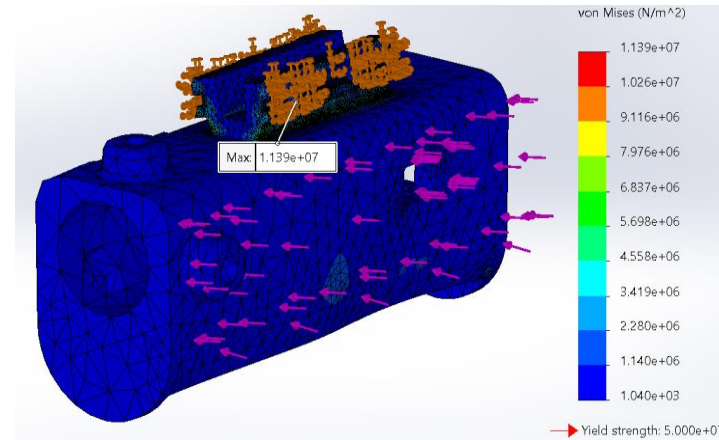 von Mises (N/m^2)
1.139e+07
1.026e+07
9.116e+06
7.976e+06
6.837e+06
5.698e+06
4.558e+06
3.419e+06
2.280e+06
1.140e+06
1.040e+03
Yield strength: 5.000e+07
Max: 1.139e+07